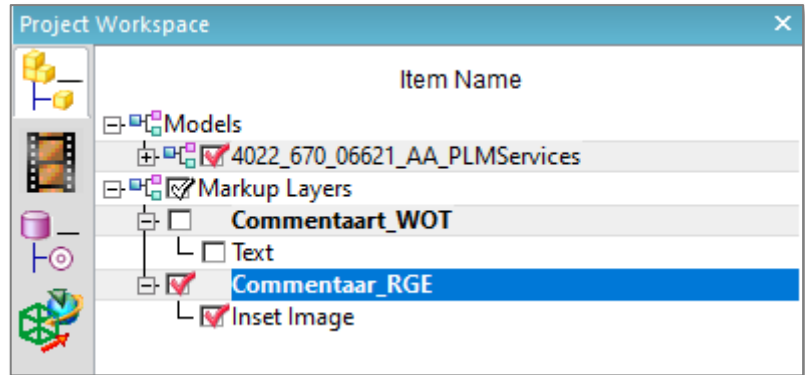 Project Workspace
Item Name
Models
4022_670_06621_AA_PLMServices
Markup Layers
Commentaart_WOT
Text
Commentaar_RGE
Inset Image